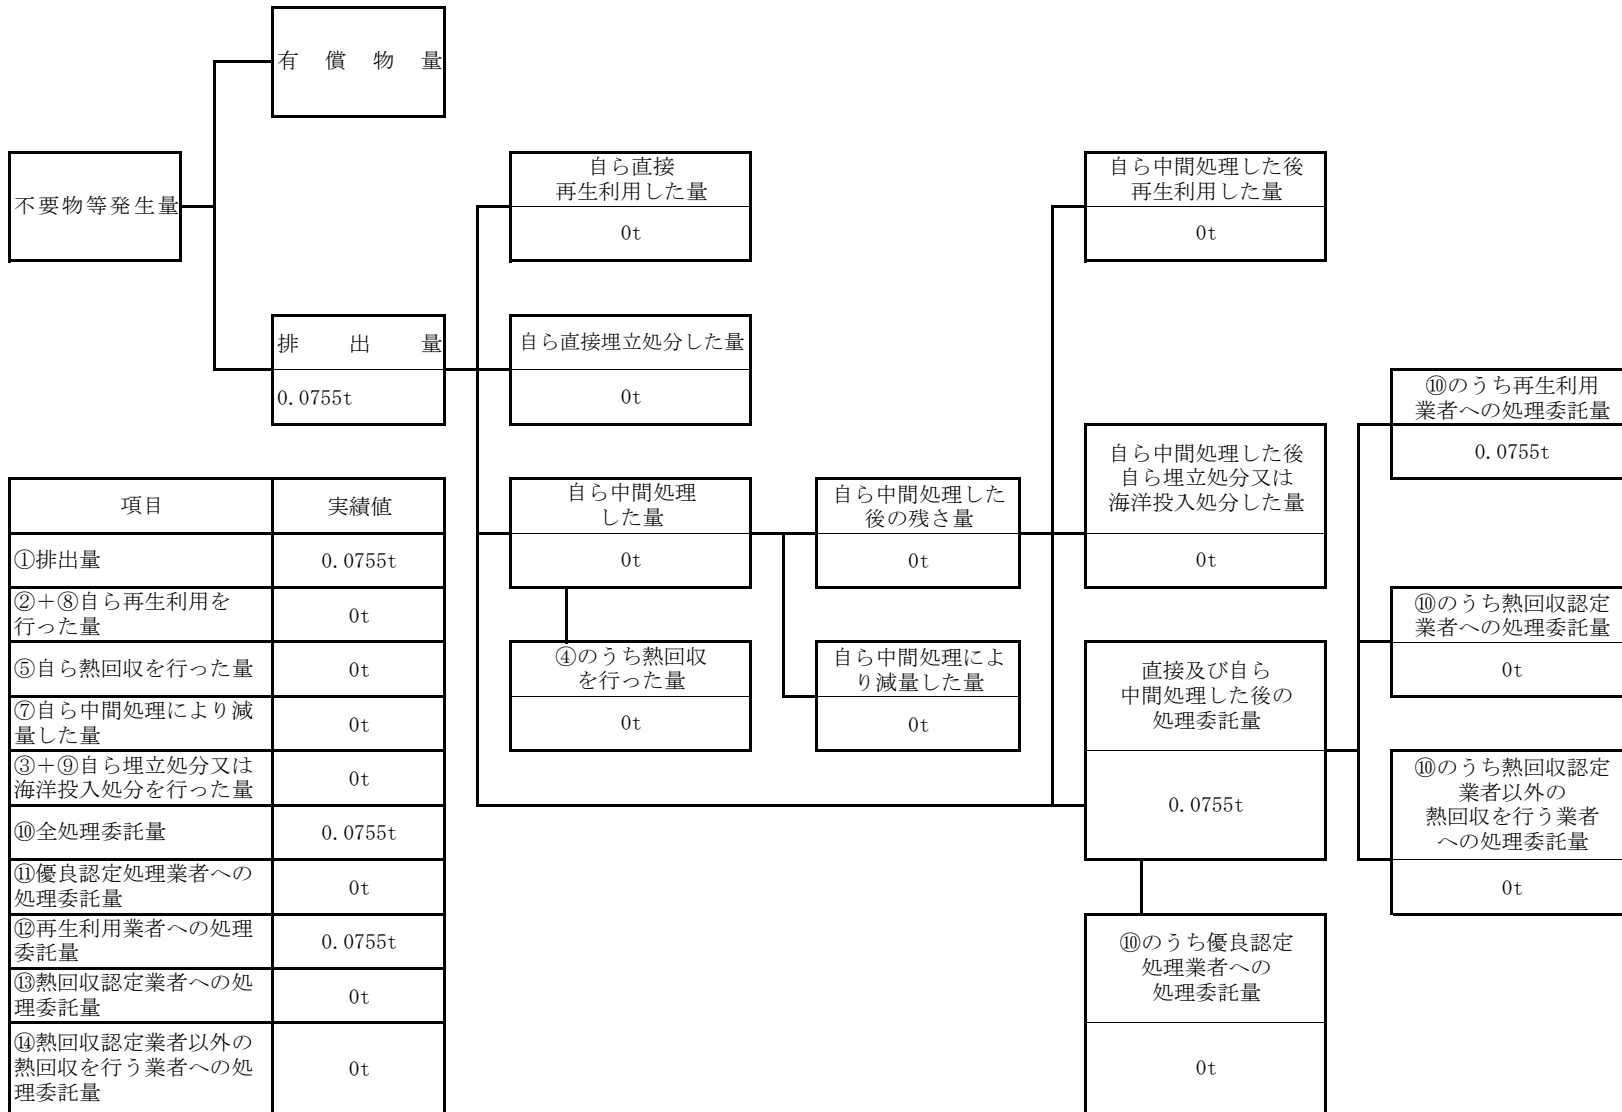 有償物量
不要物等発生量
自ら直接
再生利用した量
0t
自ら中間処理した後
再生利用した量
0t
排出量
0.0755t
自ら直接埋立処分した量
0t
⑩のうち再生利用
業者への処理委託量
0.0755t
自ら中間処理
した量
0t
自ら中間処理した
後の残さ量
0t
自ら中間処理した後
自ら埋立処分又は
海洋投入処分した量
0t
④のうち熱回収
を行った量
0t
自ら中間処理によ
り減量した量
0t
直接及び自ら
中間処理した後の
処理委託量
0.0755t
⑩のうち熱回収認定
業者への処理委託量
0t
⑩のうち熱回収認定
業者以外の
熱回収を行う業者
への処理委託量
0t
⑩のうち優良認定
処理業者への
処理委託量
0t
項目 実績値
①排出量 0.0755t
②+⑧自ら再生利用を
行った量 0t
⑤自ら熱回収を行った量 0t
⑦自ら中間処理により減
量した量 0t
③+⑨自ら埋立処分又は
海洋投入処分を行った量 0t
⑩全処理委託量 0.0755t
⑪優良認定処理業者への
処理委託量 0t
⑫再生利用業者への処理
委託量 0.0755t
⑬熱回収認定業者への処
理委託量 0t
⑭熱回収認定業者以外の
熱回収を行う業者への処
理委託量 0t